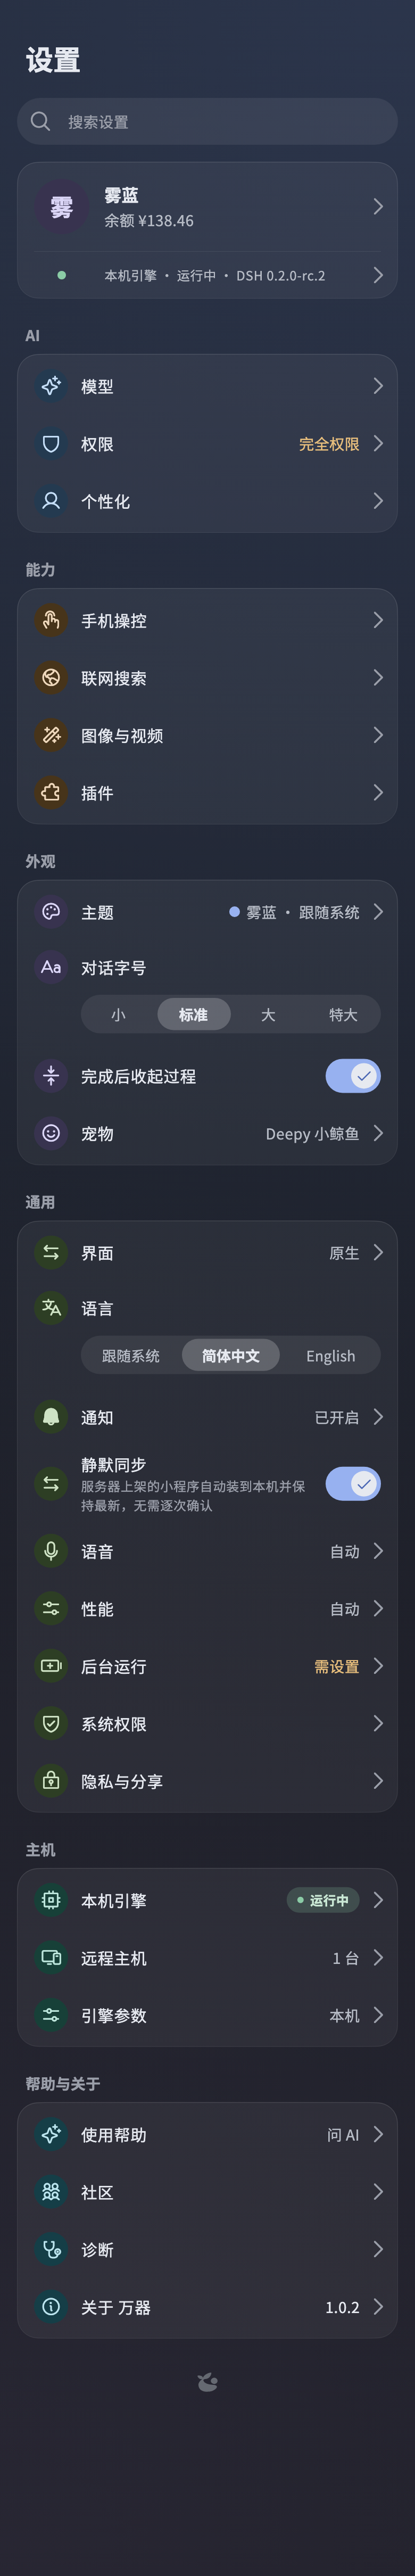 设置
搜索设置
雾
雾蓝
余额 ¥138.46
本机引擎 · 运行中 · DSH 0.2.0-rc.2
AI
模型
权限 完全权限
个性化
能力
手机操控
联网搜索
图像与视频
插件
外观
主题 雾蓝 · 跟随系统
Aa 对话字号
小 标准 大 特大
完成后收起过程
宠物 Deepy 小鲸鱼
通用
界面 原生
语言
跟随系统 简体中文 English
通知 已开启
静默同步
服务器上架的小程序自动装到本机并保
持最新，无需逐次确认
语音 自动
性能 自动
后台运行 需设置
系统权限
隐私与分享
主机
本机引擎 运行中
远程主机 1 台
引擎参数 本机
帮助与关于
使用帮助 问 AI
社区
诊断
关于 万器 1.0.2